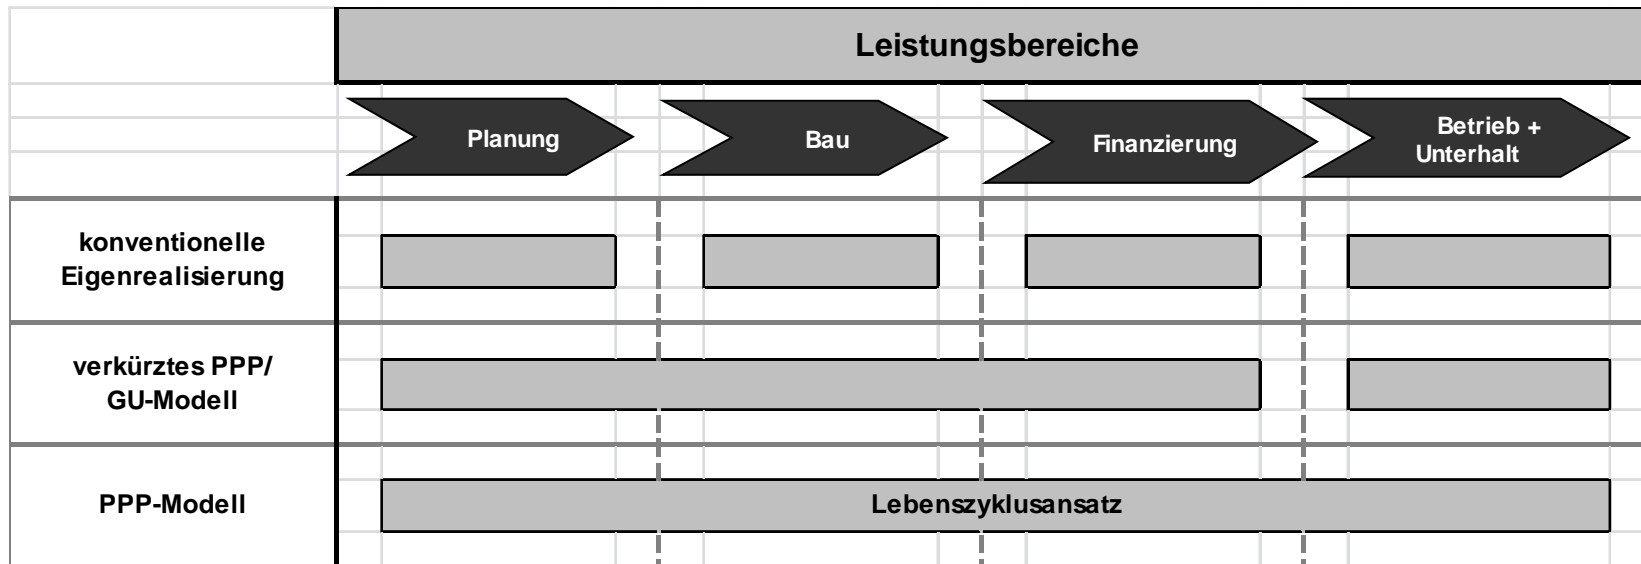 Leistungsbereiche
Planung
Bau
Finanzierung
Betrieb +
Unterhalt
konventionelle
Eigenrealisierung
verkürztes PPP/
GU-Modell
PPP-Modell
Lebenszyklusansatz